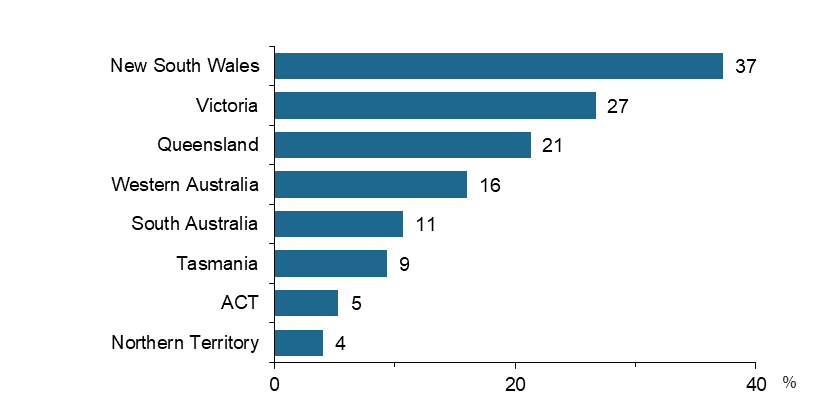 New South Wales 37
Victoria 27
Queensland 21
Western Australia 16
South Australia 11
Tasmania 9
ACT 5
Northern Territory 4
0 20 40 %